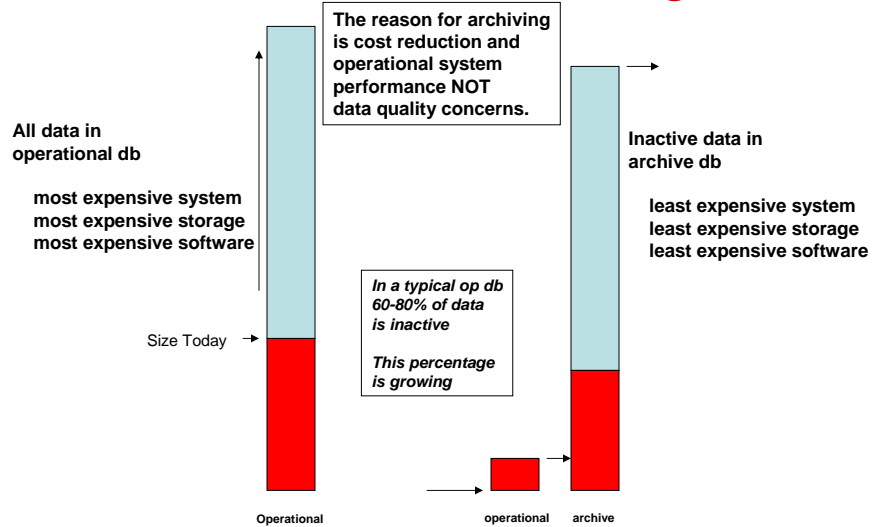 The reason for archiving
is cost reduction and
operational system
performance NOT
data quality concerns.
All data in
operational db
most expensive system
most expensive storage
most expensive software
Inactive data in
archive db
least expensive system
least expensive storage
least expensive software
In a typical op db
60-80% of data
is inactive
This percentage
is growing
Size Today
Operational
operational
archive